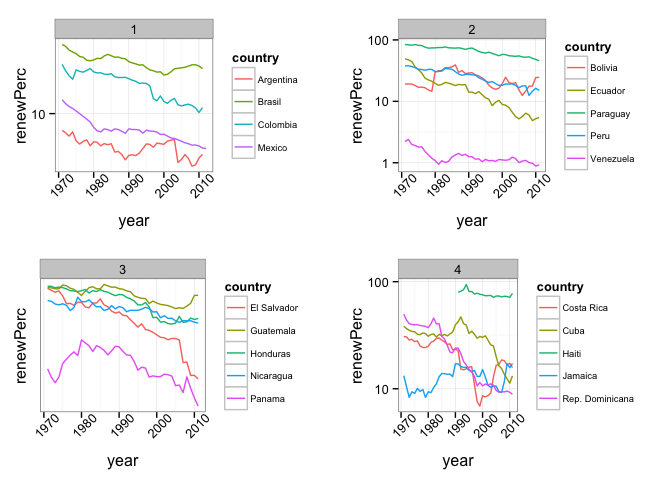 1
renewPerc
10
1970
1980
1990
2000
2010
year
country
Argentina
Brasil
Colombia
Mexico
2
renewPerc
100
10
1
1970
1980
1990
2000
2010
year
country
Bolivia
Ecuador
Paraguay
Peru
Venezuela
3
renewPerc
1970
1980
1990
2000
2010
year
country
El Salvador
Guatemala
Honduras
Nicaragua
Panama
4
renewPerc
100
10
1970
1980
1990
2000
2010
year
country
Costa Rica
Cuba
Haiti
Jamaica
Rep. Dominicana